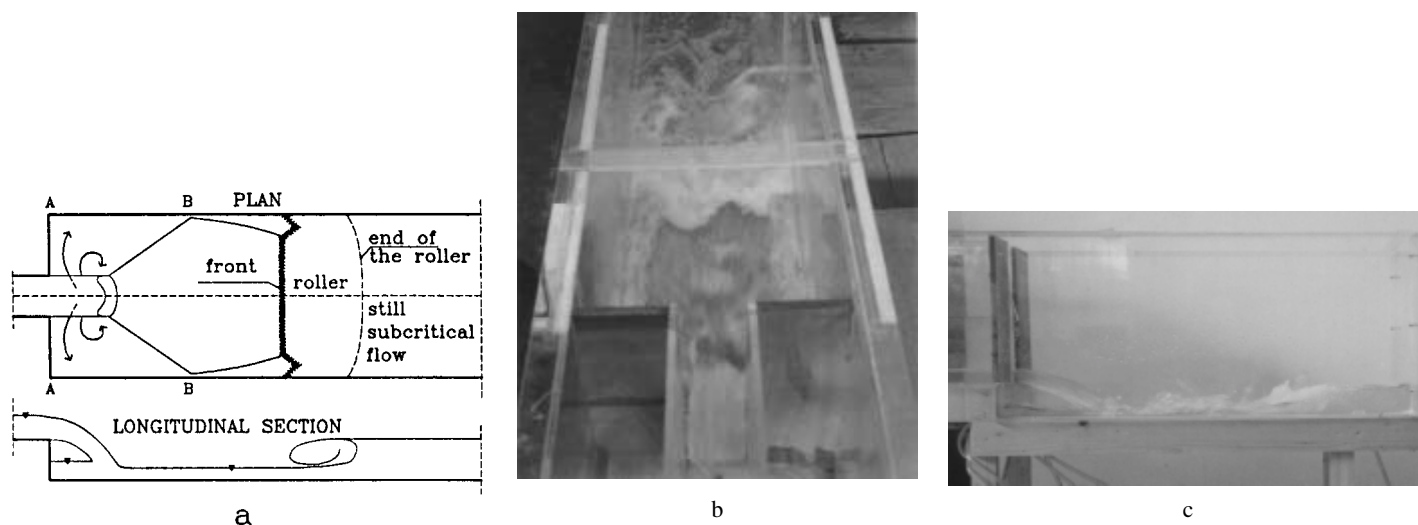 A
B
PLAN
end of
the roller
front
roller
still
subcritical
flow
A
B
LONGITUDINAL SECTION
a
b
c